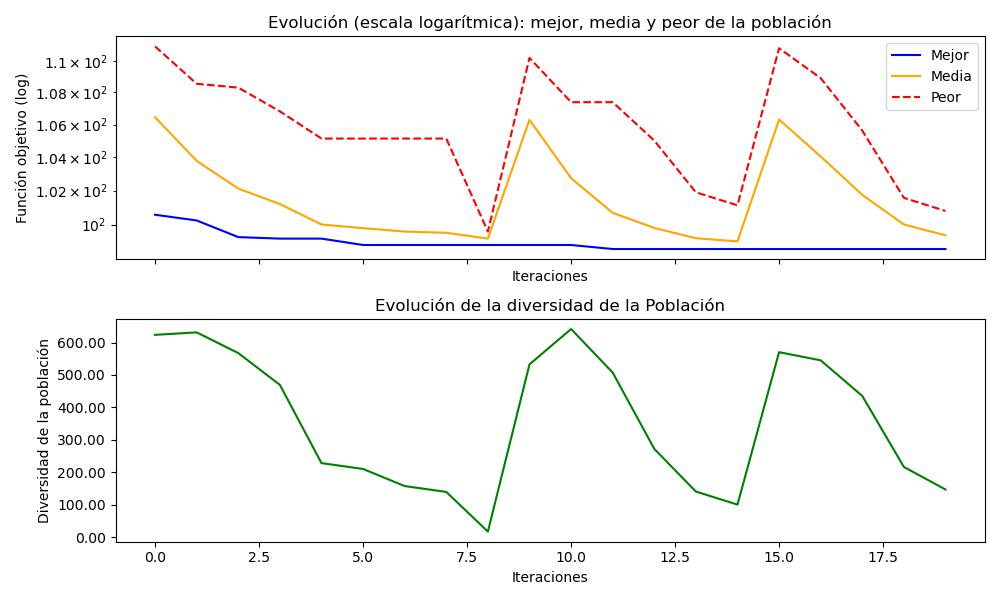 Evolución (escala logarítmica): mejor, media y peor de la población
Función objetivo (log)
1.1 × 10²
1.08 × 10²
1.06 × 10²
1.04 × 10²
1.02 × 10²
10²
Mejor
Media
Peor
Iteraciones
Evolución de la diversidad de la Población
Diversidad de la población
600.00
500.00
400.00
300.00
200.00
100.00
0.00
0.0 2.5 5.0 7.5 10.0 12.5 15.0 17.5
Iteraciones